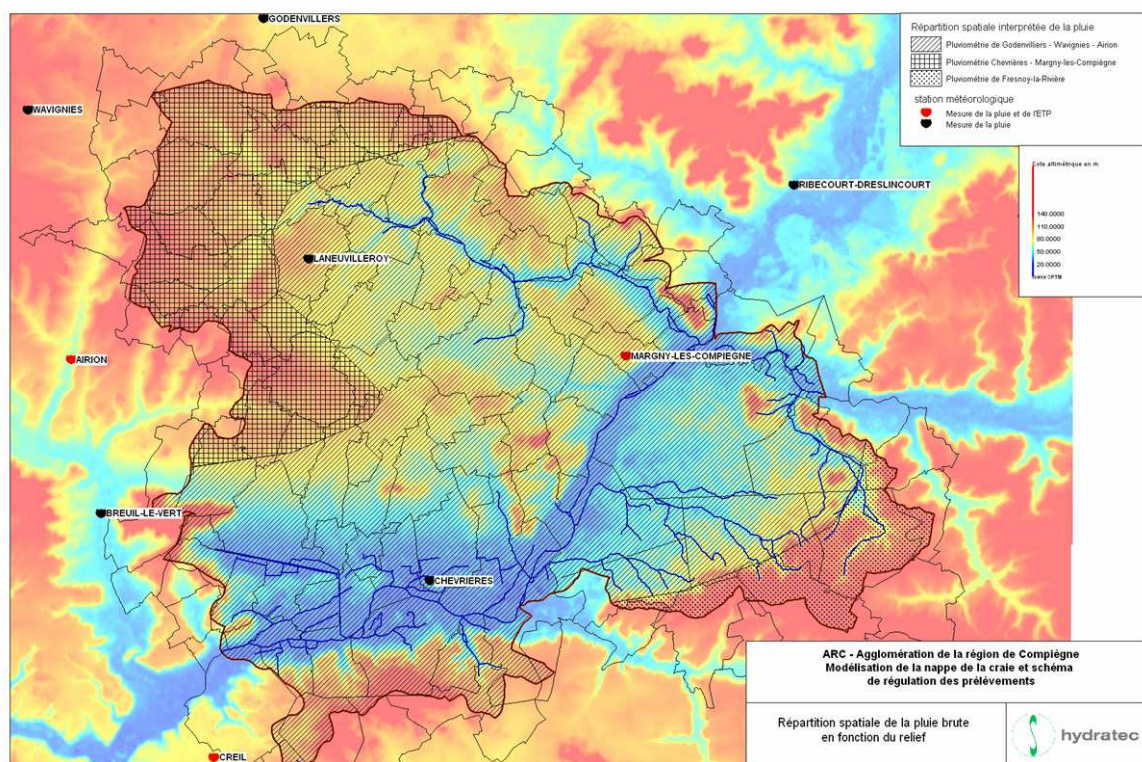 GODENVILLERS
WAVIGNIES
RIBECOURT-DRESLINCOURT
LANEUVILLEROY
AIRION
MARGNY-LES-COMPIEGNE
BREUIL-LE-VERT
CHEVRIERES
CREIL
Répartition spatiale interprétée de la pluie
Pluviométrie de Godenvilliers - Wavignies - Airion
Pluviométrie Chevrières - Margny-les-Compiègne
Pluviométrie de Fresnoy-la-Rivière
station météorologique
Mesure de la pluie et de l'ETP
Mesure de la pluie
Cote altimétrique en m.
140.0000
110.0000
80.0000
50.0000
20.0000
ARC - Agglomération de la région de Compiégne
Modélisation de la nappe de la craie et schéma
de régulation des prélèvements
Répartition spatiale de la pluie brute
en fonction du relief
hydratec